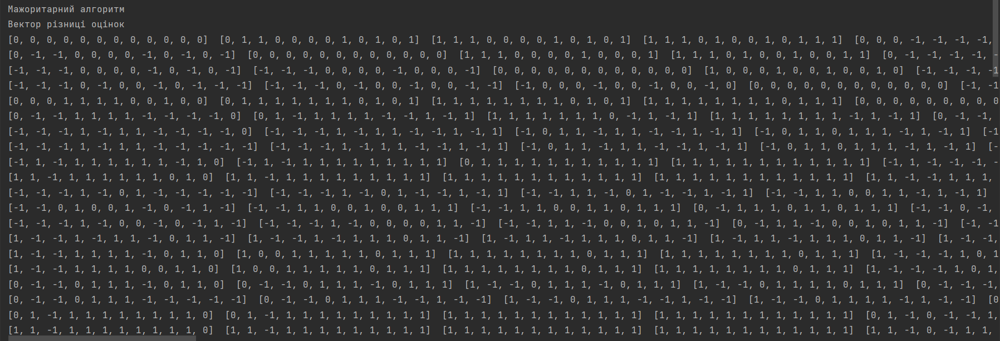 Мажоритарний алгоритм
Вектор різниці оцінок
[0, 0, 0, 0, 0, 0, 0, 0, 0, 0, 0, 0]  [0, 1, 1, 0, 0, 0, 0, 1, 0, 1, 0, 1]  [1, 1, 1, 0, 0, 0, 0, 1, 0, 1, 0, 1]  [1, 1, 1, 0, 1, 0, 0, 1, 0, 1, 1, 1]  [0, 0, 0, -1, -1, -1, -1,
[0, -1, -1, 0, 0, 0, 0, -1, 0, -1, 0, -1]  [0, 0, 0, 0, 0, 0, 0, 0, 0, 0, 0, 0]  [1, 1, 1, 0, 0, 0, 0, 1, 0, 0, 0, 1]  [1, 1, 1, 0, 1, 0, 0, 1, 0, 0, 1, 1]  [0, -1, -1, -1, -1, -
[-1, -1, -1, 0, 0, 0, 0, -1, 0, -1, 0, -1]  [-1, -1, -1, 0, 0, 0, 0, -1, 0, 0, 0, -1]  [0, 0, 0, 0, 0, 0, 0, 0, 0, 0, 0, 0]  [1, 0, 0, 0, 1, 0, 0, 1, 0, 0, 1, 0]  [-1, -1, -1, -1
[-1, -1, -1, 0, -1, 0, 0, -1, 0, -1, -1, -1]  [-1, -1, -1, 0, -1, 0, 0, -1, 0, 0, -1, -1]  [-1, 0, 0, 0, -1, 0, 0, -1, 0, 0, -1, 0]  [0, 0, 0, 0, 0, 0, 0, 0, 0, 0, 0, 0]  [-1, -1
[0, 0, 0, 1, 1, 1, 1, 0, 0, 1, 0, 0]  [0, 1, 1, 1, 1, 1, 1, 1, 0, 1, 0, 1]  [1, 1, 1, 1, 1, 1, 1, 1, 0, 1, 0, 1]  [1, 1, 1, 1, 1, 1, 1, 1, 0, 1, 1, 1]  [0, 0, 0, 0, 0, 0, 0, 0, 0
[0, -1, -1, 1, 1, 1, 1, -1, -1, -1, -1, 0]  [0, 1, -1, 1, 1, 1, 1, -1, -1, 1, -1, 1]  [1, 1, 1, 1, 1, 1, 1, 0, -1, 1, -1, 1]  [1, 1, 1, 1, 1, 1, 1, 1, -1, 1, -1, 1]  [0, -1, -1,
[-1, -1, -1, 1, -1, 1, 1, -1, -1, -1, -1, 0]  [-1, -1, -1, 1, -1, 1, 1, -1, -1, 1, -1, 1]  [-1, 0, 1, 1, -1, 1, 1, -1, -1, 1, -1, 1]  [-1, 0, 1, 1, 0, 1, 1, 1, -1, 1, -1, 1]  [-1
[-1, -1, -1, 1, -1, 1, 1, -1, -1, -1, -1, -1]  [-1, -1, -1, 1, -1, 1, 1, -1, -1, 1, -1, 1]  [-1, 0, 1, 1, -1, 1, 1, -1, -1, 1, -1, 1]  [-1, 0, 1, 1, 0, 1, 1, 1, -1, 1, -1, 1]  [-
[-1, 1, -1, 1, 1, 1, 1, 1, 1, -1, 1, 0]  [-1, 1, -1, 1, 1, 1, 1, 1, 1, 1, 1, 1]  [0, 1, 1, 1, 1, 1, 1, 1, 1, 1, 1, 1]  [1, 1, 1, 1, 1, 1, 1, 1, 1, 1, 1, 1]  [-1, 1, -1, -1, -1, -
[1, 1, -1, 1, 1, 1, 1, 1, 1, 0, 1, 0]  [1, 1, -1, 1, 1, 1, 1, 1, 1, 1, 1, 1]  [1, 1, 1, 1, 1, 1, 1, 1, 1, 1, 1, 1]  [1, 1, 1, 1, 1, 1, 1, 1, 1, 1, 1, 1]  [1, 1, -1, -1, 1, 1, 1,
[-1, -1, -1, 1, -1, 0, 1, -1, -1, -1, -1, -1]  [-1, -1, -1, 1, -1, 0, 1, -1, -1, 1, -1, 1]  [-1, -1, 1, 1, -1, 0, 1, -1, -1, 1, -1, 1]  [-1, -1, 1, 1, 0, 0, 1, 1, -1, 1, -1, 1]
[-1, -1, 0, 1, 0, 0, 1, -1, 0, -1, 1, -1]  [-1, -1, 1, 1, 0, 0, 1, 0, 0, 1, 1, 1]  [-1, -1, 1, 1, 0, 0, 1, 1, 0, 1, 1, 1]  [0, -1, 1, 1, 1, 0, 1, 1, 0, 1, 1, 1]  [-1, -1, 0, -1,
[-1, -1, -1, 1, -1, 0, 0, -1, 0, -1, 1, -1]  [-1, -1, -1, 1, -1, 0, 0, 0, 0, 1, 1, -1]  [-1, -1, 1, 1, -1, 0, 0, 1, 0, 1, 1, -1]  [0, -1, 1, 1, -1, 0, 0, 1, 0, 1, 1, -1]  [-1, -1
[1, -1, -1, 1, -1, 1, 1, -1, 0, 1, 1, -1]  [1, -1, -1, 1, -1, 1, 1, 1, 0, 1, 1, -1]  [1, -1, 1, 1, -1, 1, 1, 1, 0, 1, 1, -1]  [1, -1, 1, 1, -1, 1, 1, 1, 0, 1, 1, -1]  [1, -1, -1,
[1, -1, -1, 1, 1, 1, 1, -1, 0, 1, 1, 0]  [1, 0, 0, 1, 1, 1, 1, 1, 0, 1, 1, 1]  [1, 1, 1, 1, 1, 1, 1, 1, 0, 1, 1, 1]  [1, 1, 1, 1, 1, 1, 1, 1, 0, 1, 1, 1]  [1, -1, -1, -1, 1, 0, 1
[1, -1, -1, 1, 1, 1, 1, 0, 0, 1, 1, 0]  [1, 0, 0, 1, 1, 1, 1, 1, 0, 1, 1, 1]  [1, 1, 1, 1, 1, 1, 1, 1, 0, 1, 1, 1]  [1, 1, 1, 1, 1, 1, 1, 1, 0, 1, 1, 1]  [1, -1, -1, -1, 1, 0, 1,
[0, -1, -1, 0, 1, 1, 1, -1, 0, 1, 1, 0]  [0, -1, -1, 0, 1, 1, 1, -1, 0, 1, 1, 1]  [1, -1, -1, 0, 1, 1, 1, -1, 0, 1, 1, 1]  [1, -1, -1, 0, 1, 1, 1, 1, 0, 1, 1, 1]  [0, -1, -1, -1,
[0, -1, -1, 0, 1, 1, 1, -1, -1, -1, -1, -1]  [0, -1, -1, 0, 1, 1, 1, -1, -1, 1, -1, -1]  [1, -1, -1, 0, 1, 1, 1, -1, -1, 1, -1, -1]  [1, -1, -1, 0, 1, 1, 1, 1, -1, 1, -1, -1]  [0
[0, 1, -1, 1, 1, 1, 1, 1, 1, 1, 1, 0]  [0, 1, -1, 1, 1, 1, 1, 1, 1, 1, 1, 1]  [1, 1, 1, 1, 1, 1, 1, 1, 1, 1, 1, 1]  [1, 1, 1, 1, 1, 1, 1, 1, 1, 1, 1, 1]  [0, 1, -1, 0, -1, -1, 1,
[1, 1, -1, 1, 1, 1, 1, 1, 1, 1, 1, 0]  [1, 1, -1, 1, 1, 1, 1, 1, 1, 1, 1, 1]  [1, 1, 1, 1, 1, 1, 1, 1, 1, 1, 1, 1]  [1, 1, 1, 1, 1, 1, 1, 1, 1, 1, 1, 1]  [1, 1, -1, 0, -1, 1, 1,